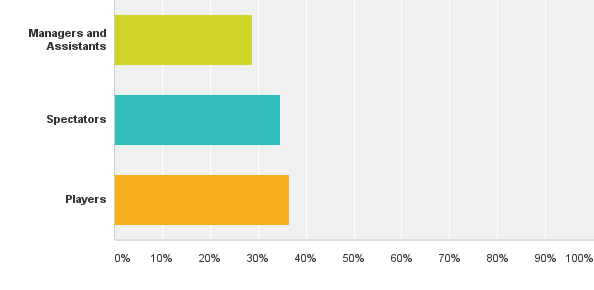 Managers and
Assistants
Spectators
Players
0% 10% 20% 30% 40% 50% 60% 70% 80% 90% 100%